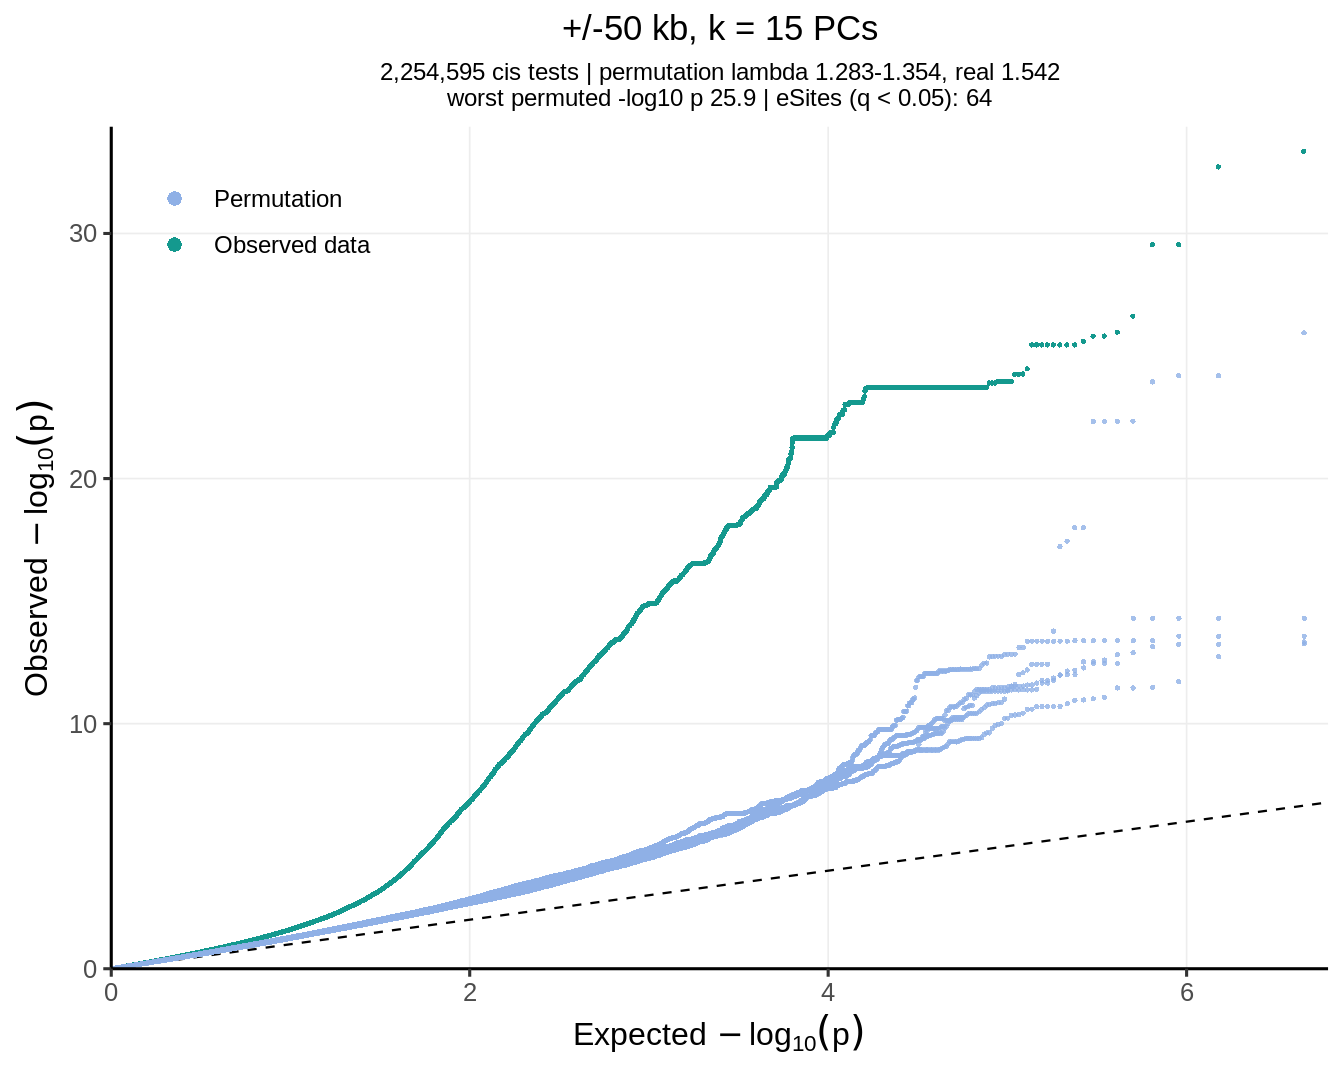 +/-50 kb, k = 15 PCs
2,254,595 cis tests | permutation lambda 1.283-1.354, real 1.542
worst permuted -log10 p 25.9 | eSites (q < 0.05): 64
Permutation
Observed data
30
20
10
0
0 2 4 6
Observed −log₁₀(p)
Expected −log₁₀(p)